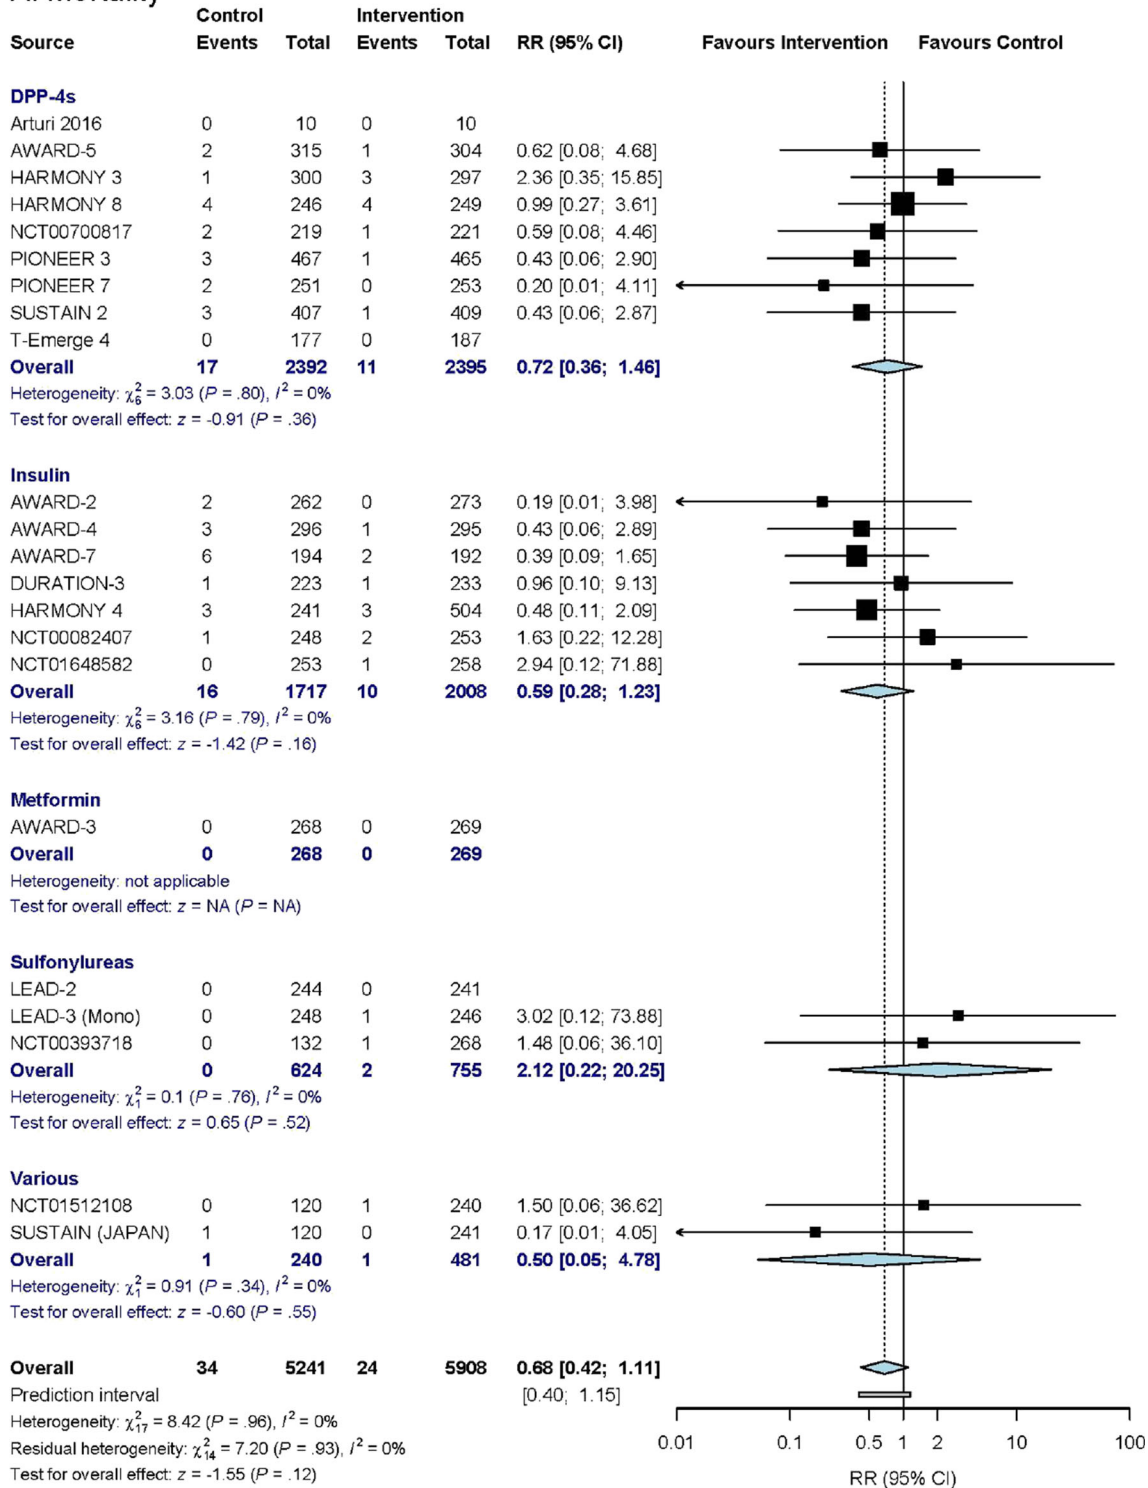 Control Intervention
Source Events Total Events Total RR (95% CI) Favours Intervention Favours Control
DPP-4s
Arturi 2016 0 10 0 10
AWARD-5 2 315 1 304 0.62 [0.08; 4.68]
HARMONY 3 1 300 3 297 2.36 [0.35; 15.85]
HARMONY 8 4 246 4 249 0.99 [0.27; 3.61]
NCT00700817 2 219 1 221 0.59 [0.08; 4.46]
PIONEER 3 3 467 1 465 0.43 [0.06; 2.90]
PIONEER 7 2 251 0 253 0.20 [0.01; 4.11]
SUSTAIN 2 3 407 1 409 0.43 [0.06; 2.87]
T-Emerge 4 0 177 0 187
Overall 17 2392 11 2395 0.72 [0.36; 1.46]
Heterogeneity: χ²₆ = 3.03 (P = .80), I² = 0%
Test for overall effect: z = -0.91 (P = .36)
Insulin
AWARD-2 2 262 0 273 0.19 [0.01; 3.98]
AWARD-4 3 296 1 295 0.43 [0.06; 2.89]
AWARD-7 6 194 2 192 0.39 [0.09; 1.65]
DURATION-3 1 223 1 233 0.96 [0.10; 9.13]
HARMONY 4 3 241 3 504 0.48 [0.11; 2.09]
NCT00082407 1 248 2 253 1.63 [0.22; 12.28]
NCT01648582 0 253 1 258 2.94 [0.12; 71.88]
Overall 16 1717 10 2008 0.59 [0.28; 1.23]
Heterogeneity: χ²₆ = 3.16 (P = .79), I² = 0%
Test for overall effect: z = -1.42 (P = .16)
Metformin
AWARD-3 0 268 0 269
Overall 0 268 0 269
Heterogeneity: not applicable
Test for overall effect: z = NA (P = NA)
Sulfonylureas
LEAD-2 0 244 0 241
LEAD-3 (Mono) 0 248 1 246 3.02 [0.12; 73.88]
NCT00393718 0 132 1 268 1.48 [0.06; 36.10]
Overall 0 624 2 755 2.12 [0.22; 20.25]
Heterogeneity: χ²₁ = 0.1 (P = .76), I² = 0%
Test for overall effect: z = 0.65 (P = .52)
Various
NCT01512108 0 120 1 240 1.50 [0.06; 36.62]
SUSTAIN (JAPAN) 1 120 0 241 0.17 [0.01; 4.05]
Overall 1 240 1 481 0.50 [0.05; 4.78]
Heterogeneity: χ²₁ = 0.91 (P = .34), I² = 0%
Test for overall effect: z = -0.60 (P = .55)
Overall 34 5241 24 5908 0.68 [0.42; 1.11]
Prediction interval [0.40; 1.15]
Heterogeneity: χ²₁₇ = 8.42 (P = .96), I² = 0%
Residual heterogeneity: χ²₁₄ = 7.20 (P = .93), I² = 0%
Test for overall effect: z = -1.55 (P = .12)
0.01 0.1 0.5 1 2 10 100
RR (95% CI)